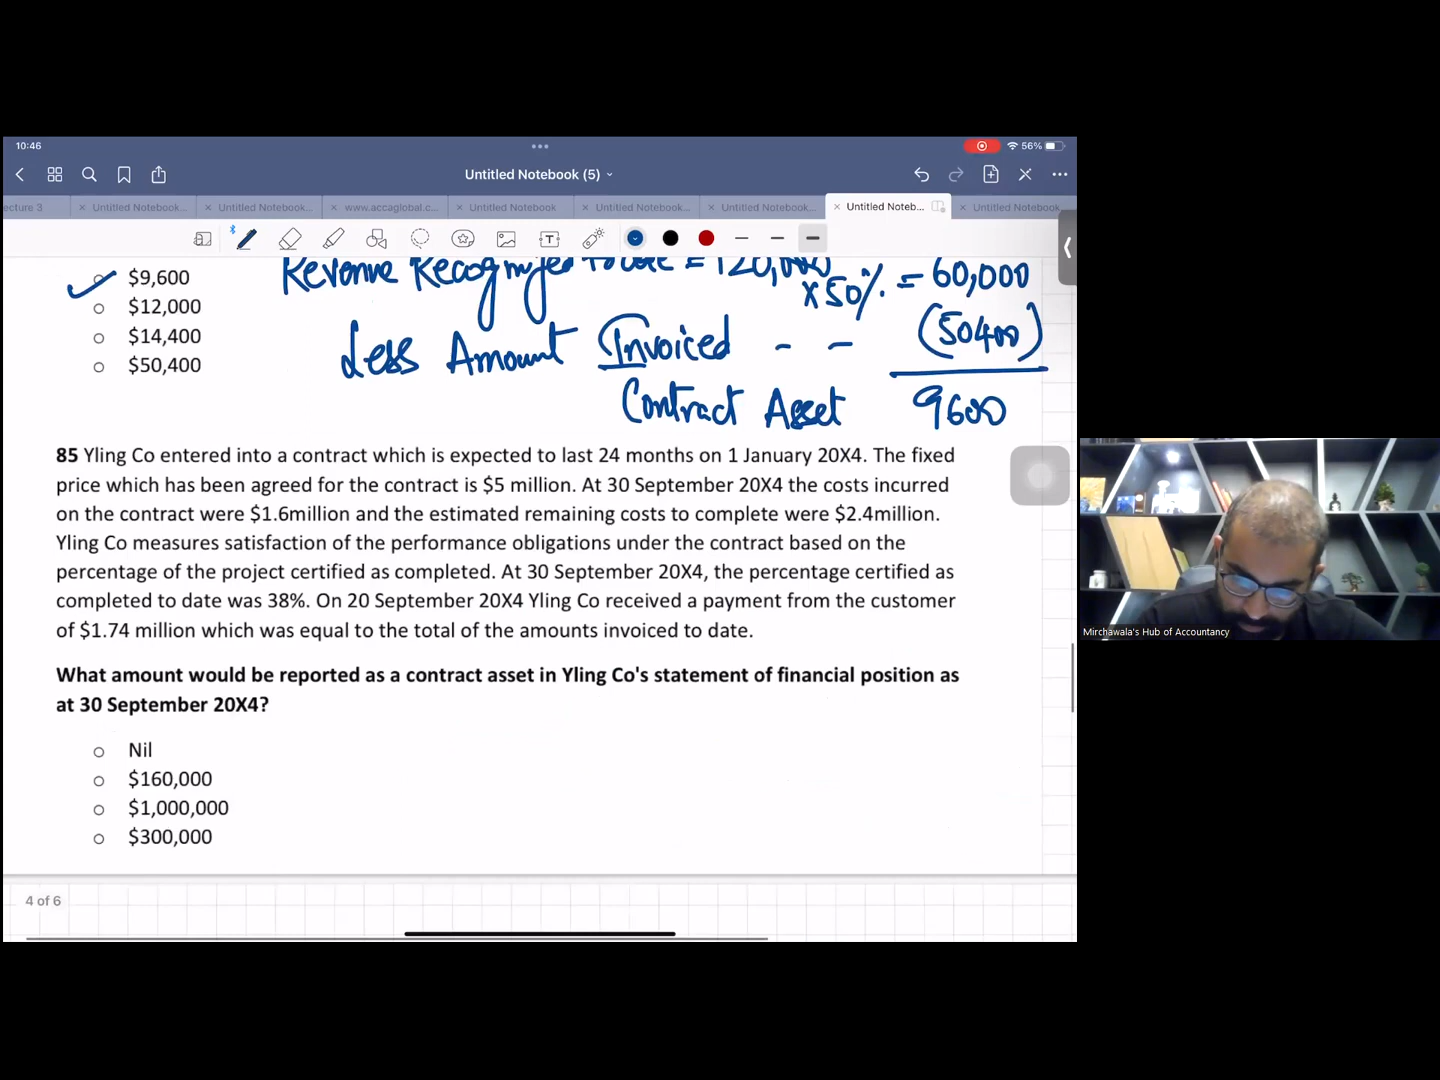 10:46
56%
Untitled Notebook (5)
ecture 3
Untitled Notebook...
Untitled Notebook...
www.accaglobal.c...
Untitled Notebook
Untitled Notebook...
Untitled Notebook...
Untitled Noteb...
Untitled Notebook
$9,600
$12,000
$14,400
$50,400
Revenue Recognized to date = 120,000
x 50% = 60,000
Less Amount Invoiced - - (50400)
Contract Asset 9600
85 Yling Co entered into a contract which is expected to last 24 months on 1 January 20X4. The fixed
price which has been agreed for the contract is $5 million. At 30 September 20X4 the costs incurred
on the contract were $1.6million and the estimated remaining costs to complete were $2.4million.
Yling Co measures satisfaction of the performance obligations under the contract based on the
percentage of the project certified as completed. At 30 September 20X4, the percentage certified as
completed to date was 38%. On 20 September 20X4 Yling Co received a payment from the customer
of $1.74 million which was equal to the total of the amounts invoiced to date.
What amount would be reported as a contract asset in Yling Co's statement of financial position as
at 30 September 20X4?
Nil
$160,000
$1,000,000
$300,000
4 of 6
Mirchawala's Hub of Accountancy